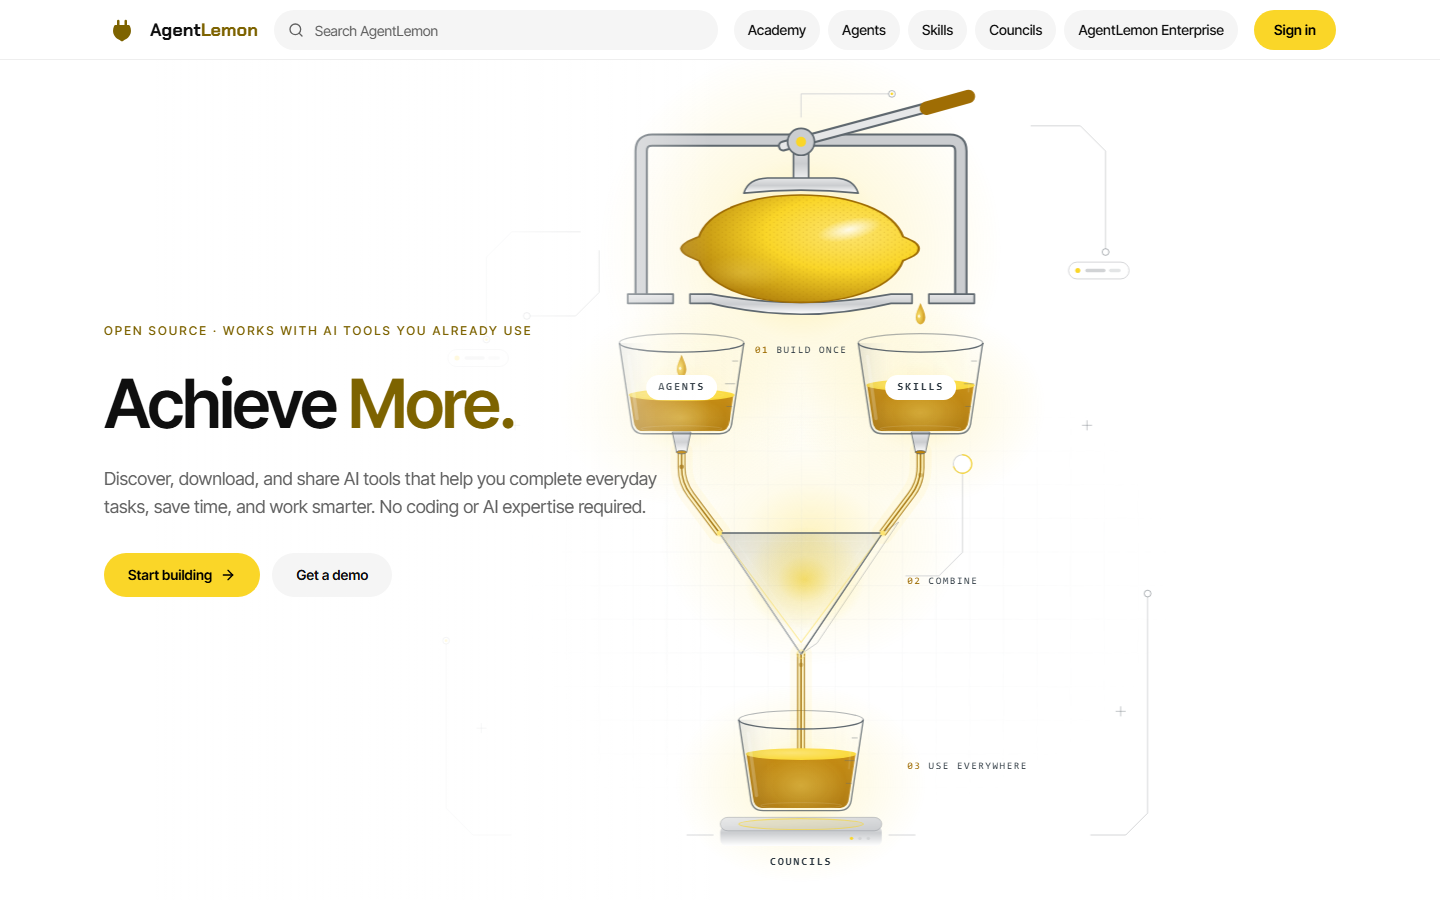 AgentLemon
Search AgentLemon
Academy
Agents
Skills
Councils
AgentLemon Enterprise
Sign in
OPEN SOURCE · WORKS WITH AI TOOLS YOU ALREADY USE
Achieve More.
Discover, download, and share AI tools that help you complete everyday
tasks, save time, and work smarter. No coding or AI expertise required.
Start building
Get a demo
01 BUILD ONCE
AGENTS
SKILLS
02 COMBINE
03 USE EVERYWHERE
COUNCILS